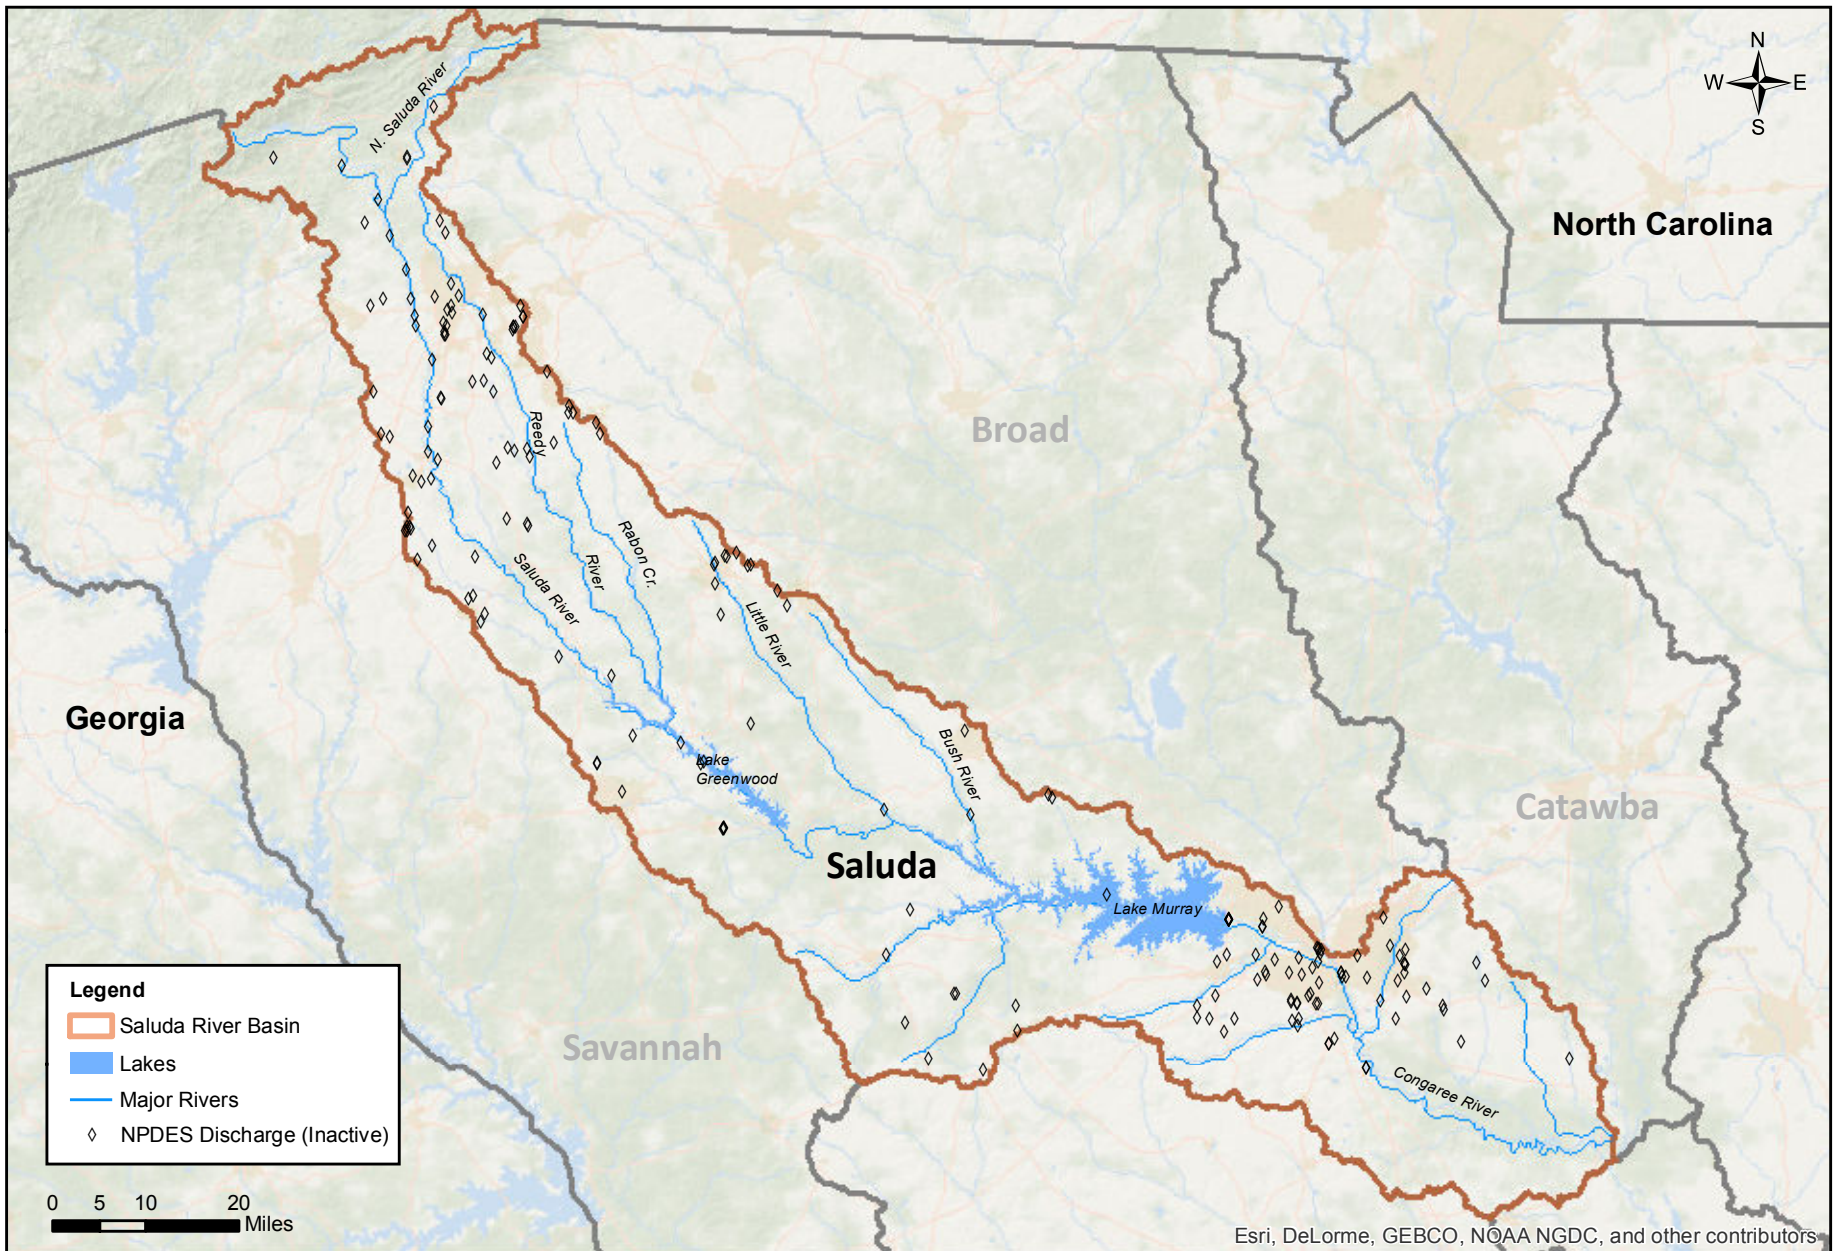 N
W E
S
N. Saluda River
North Carolina
Broad
Reedy
River
Rabon Cr.
Saluda River
Little River
Georgia
Bush River
Lake
Greenwood
Catawba
Saluda
Lake Murray
Savannah
Congaree River
Legend
Saluda River Basin
Lakes
Major Rivers
NPDES Discharge (Inactive)
0 5 10 20
Miles
Esri, DeLorme, GEBCO, NOAA NGDC, and other contributors